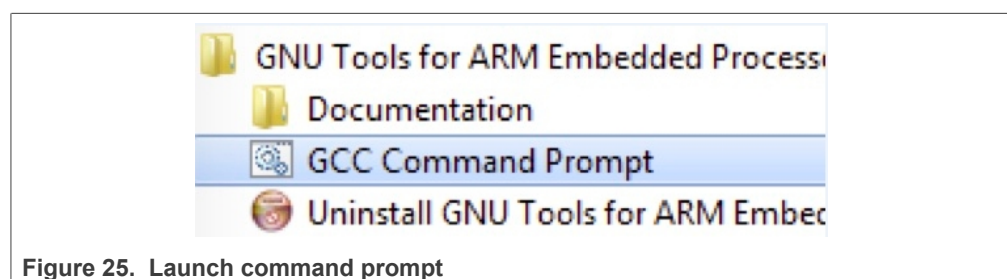 GNU Tools for ARM Embedded Process
Documentation
GCC Command Prompt
Uninstall GNU Tools for ARM Embed
Figure 25. Launch command prompt